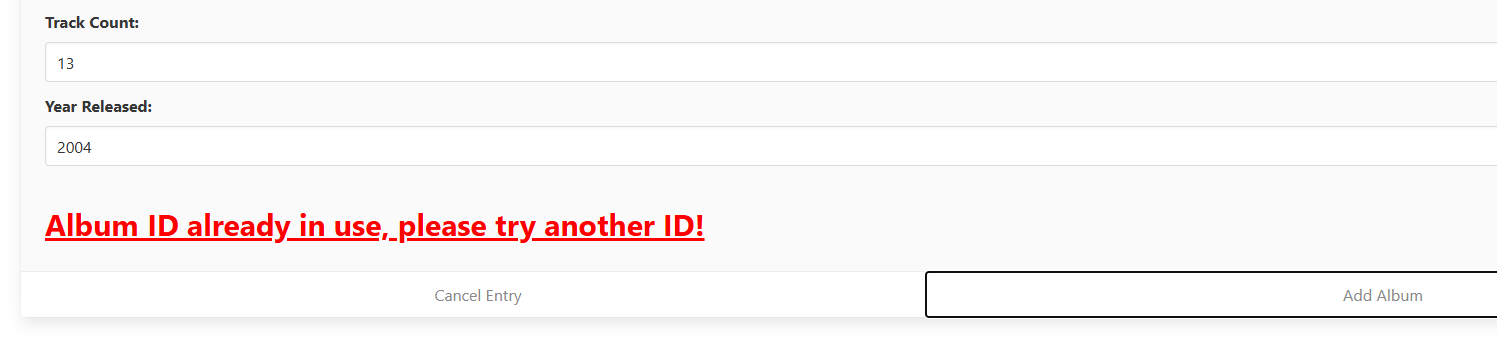 Track Count:
13
Year Released:
2004
Album ID already in use, please try another ID!
Cancel Entry
Add Album